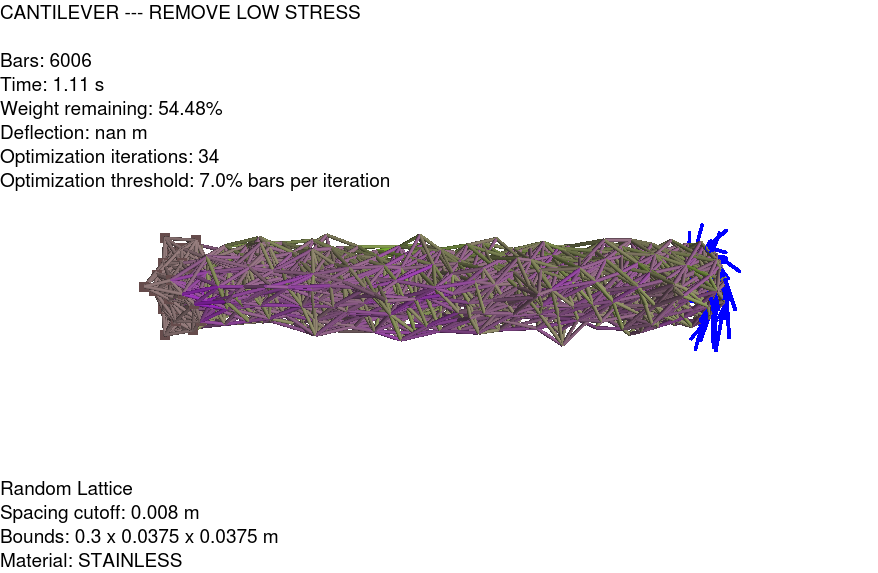 CANTILEVER --- REMOVE LOW STRESS
Bars: 6006
Time: 1.11 s
Weight remaining: 54.48%
Deflection: nan m
Optimization iterations: 34
Optimization threshold: 7.0% bars per iteration
Random Lattice
Spacing cutoff: 0.008 m
Bounds: 0.3 x 0.0375 x 0.0375 m
Material: STAINLESS